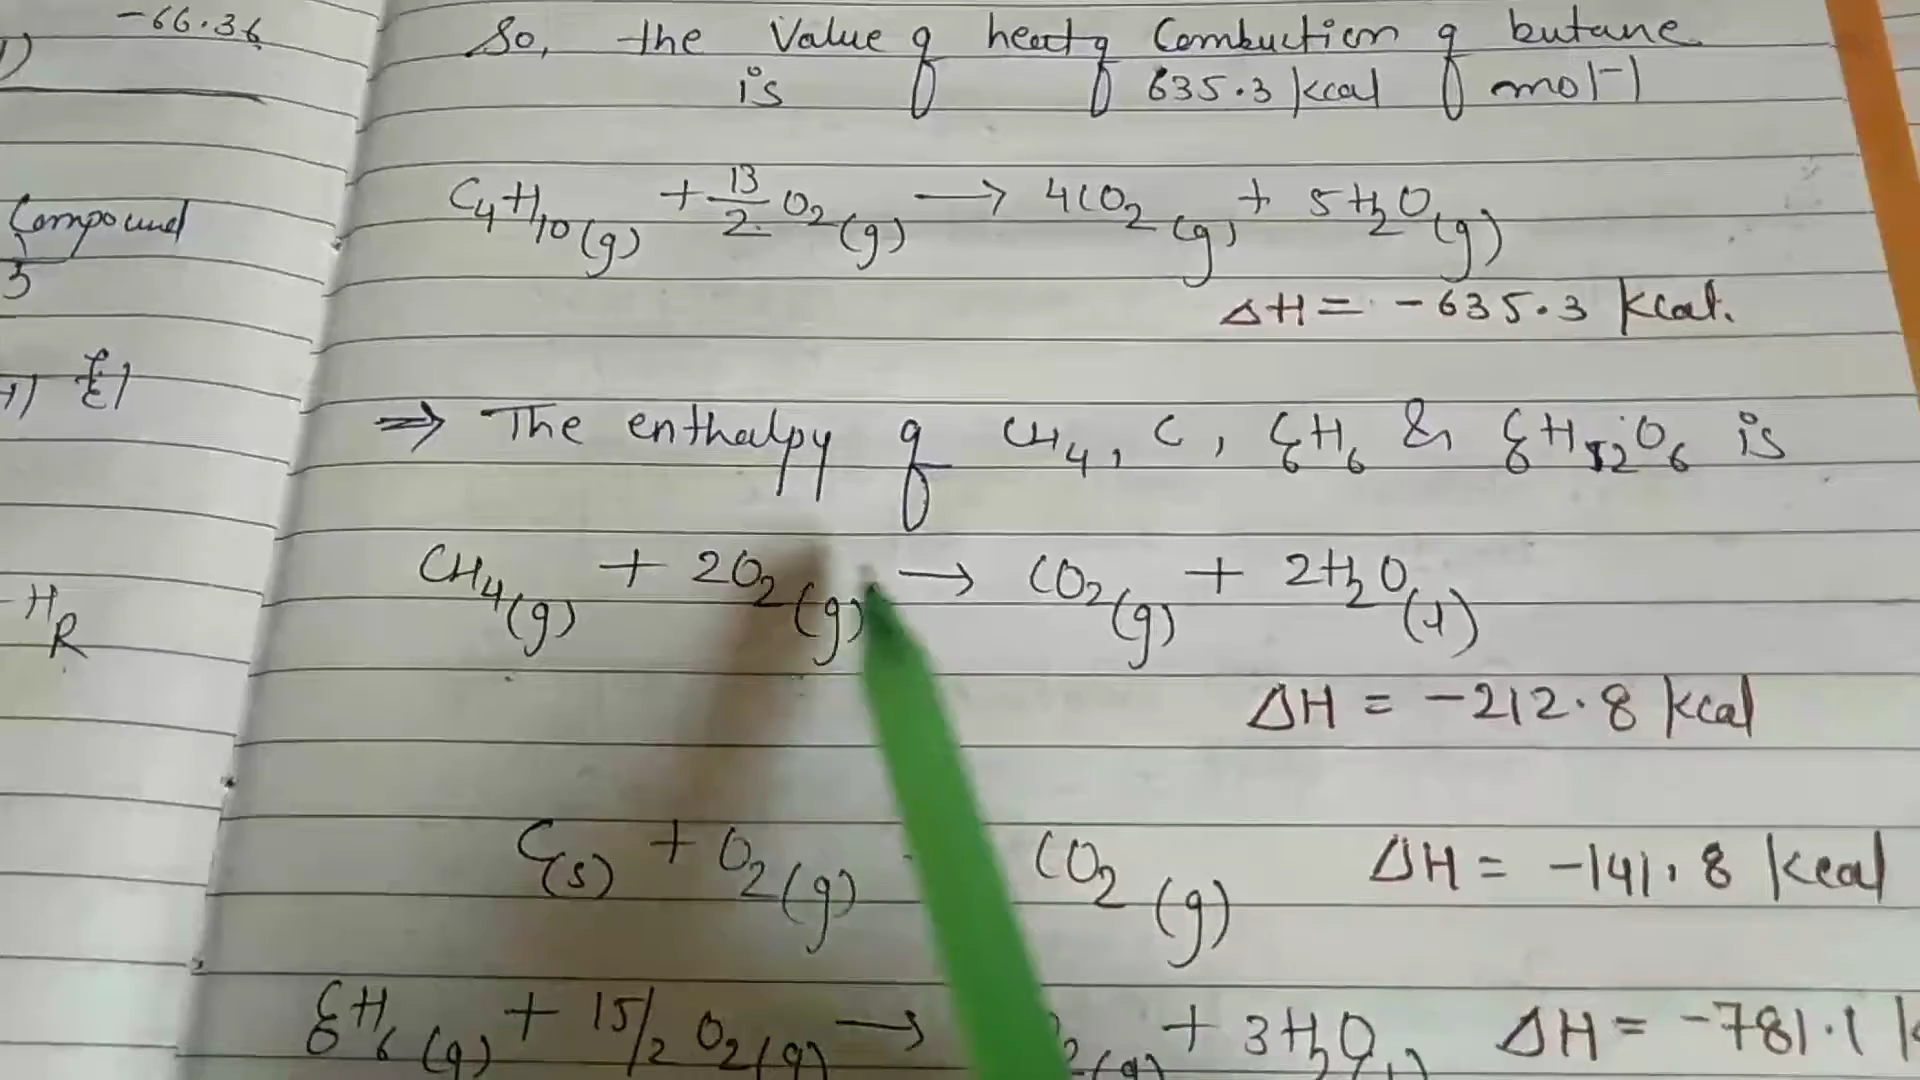 -66.36
So, the Value of heat of Combuction of butane
is 635.3 kcal mol-1
C4H10(g) + 13/2 O2(g) → 4CO2(g) + 5H2O(g)
ΔH = -635.3 Kcal.
Compound
⇒ The enthalpy of CH4, C, C6H6 & C6H12O6 is
CH4(g) + 2O2(g) → CO2(g) + 2H2O(l)
HR
ΔH = -212.8 kcal
C(s) + O2(g) CO2(g) ΔH = -141.8 kcal
C6H6(g) + 15/2 O2(g) → + 3H2O ΔH = -781.1